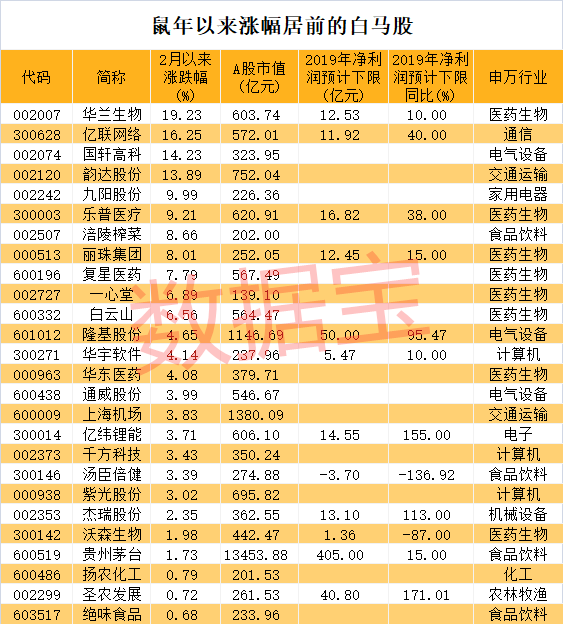 鼠年以来涨幅居前的白马股
代码 简称 2月以来涨跌幅(%) A股市值(亿元) 2019年净利润预计下限(亿元) 2019年净利润预计下限同比(%) 申万行业
002007 华兰生物 19.23 603.74 12.53 10.00 医药生物
300628 亿联网络 16.25 572.01 11.92 40.00 通信
002074 国轩高科 14.23 323.95 电气设备
002120 韵达股份 13.89 752.04 交通运输
002242 九阳股份 9.99 226.36 家用电器
300003 乐普医疗 9.21 620.91 16.82 38.00 医药生物
002507 涪陵榨菜 8.66 202.00 食品饮料
000513 丽珠集团 8.01 252.05 12.45 15.00 医药生物
600196 复星医药 7.79 567.49 医药生物
002727 一心堂 6.89 139.10 医药生物
600332 白云山 6.56 564.47 医药生物
601012 隆基股份 4.65 1146.69 50.00 95.47 电气设备
300271 华宇软件 4.14 237.96 5.47 10.00 计算机
000963 华东医药 4.08 379.71 医药生物
600438 通威股份 3.99 546.67 电气设备
600009 上海机场 3.83 1380.09 交通运输
300014 亿纬锂能 3.71 606.10 14.55 155.00 电子
002373 千方科技 3.43 350.24 计算机
300146 汤臣倍健 3.39 274.88 -3.70 -136.92 食品饮料
000938 紫光股份 3.02 695.82 计算机
002353 杰瑞股份 2.35 362.55 13.10 113.00 机械设备
300142 沃森生物 1.98 442.47 1.36 -87.00 医药生物
600519 贵州茅台 1.73 13453.88 405.00 15.00 食品饮料
600486 扬农化工 0.79 201.53 化工
002299 圣农发展 0.72 261.53 40.80 171.01 农林牧渔
603517 绝味食品 0.68 233.96 食品饮料
数据宝